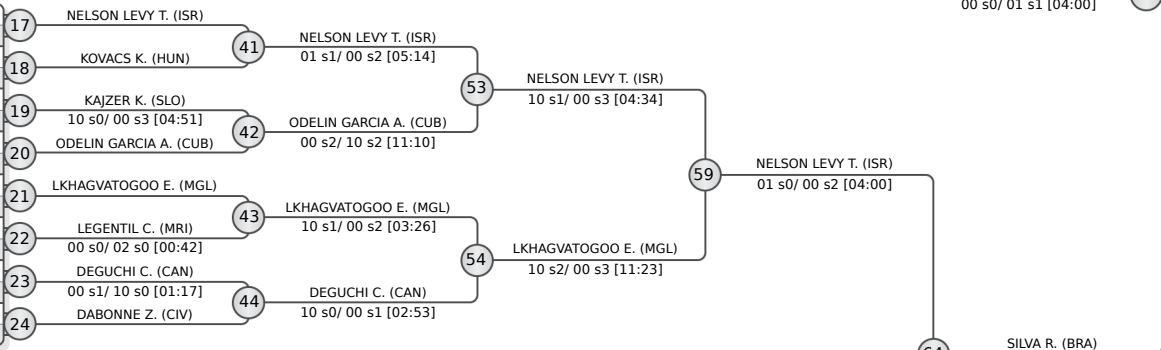 00 s0/ 01 s1 [04:00]
17
NELSON LEVY T. (ISR)
41
NELSON LEVY T. (ISR)
01 s1/ 00 s2 [05:14]
18
KOVACS K. (HUN)
53
NELSON LEVY T. (ISR)
10 s1/ 00 s3 [04:34]
19
KAJZER K. (SLO)
10 s0/ 00 s3 [04:51]
42
ODELIN GARCIA A. (CUB)
00 s2/ 10 s2 [11:10]
20
ODELIN GARCIA A. (CUB)
59
NELSON LEVY T. (ISR)
01 s0/ 00 s2 [04:00]
21
LKHAGVATOGOO E. (MGL)
43
LKHAGVATOGOO E. (MGL)
10 s1/ 00 s2 [03:26]
22
LEGENTIL C. (MRI)
00 s0/ 02 s0 [00:42]
54
LKHAGVATOGOO E. (MGL)
10 s2/ 00 s3 [11:23]
23
DEGUCHI C. (CAN)
00 s1/ 10 s0 [01:17]
44
DEGUCHI C. (CAN)
10 s0/ 00 s1 [02:53]
24
DABONNE Z. (CIV)
SILVA R. (BRA)